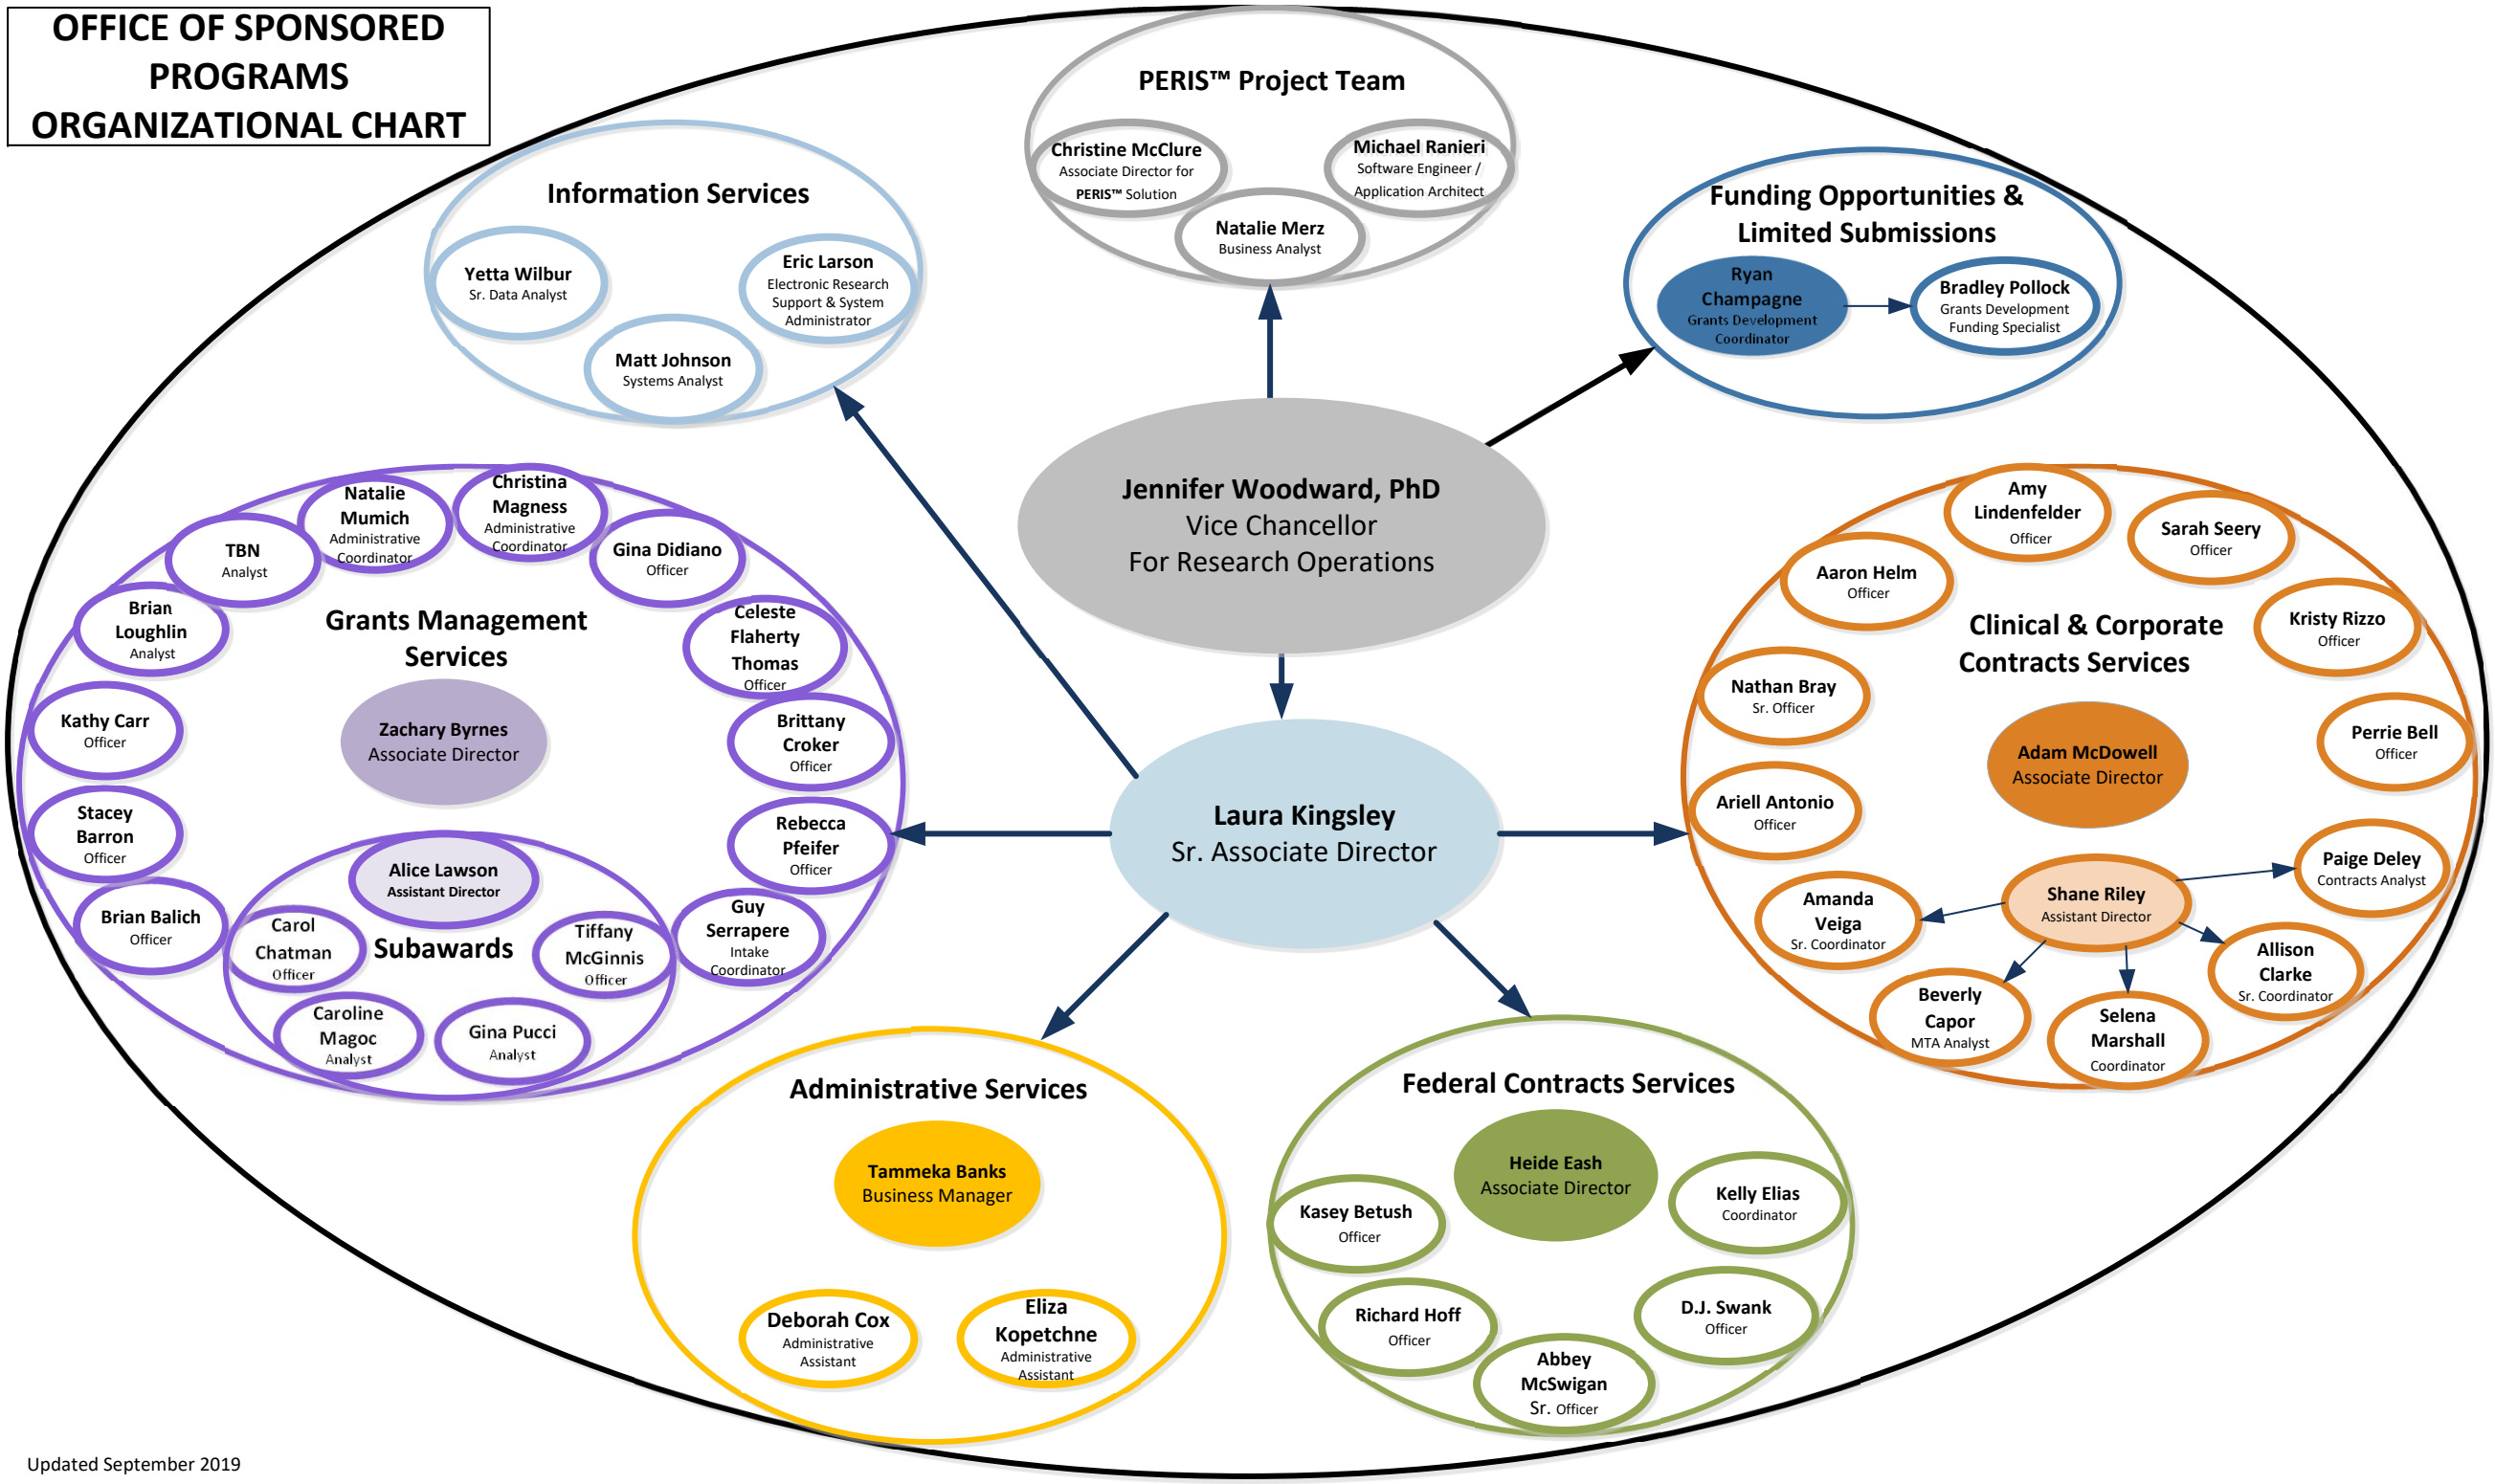 OFFICE OF SPONSORED
PROGRAMS
ORGANIZATIONAL CHART
PERIS™ Project Team
Christine McClure
Associate Director for
PERIS™ Solution
Michael Ranieri
Software Engineer /
Application Architect
Natalie Merz
Business Analyst
Information Services
Yetta Wilbur
Sr. Data Analyst
Eric Larson
Electronic Research
Support & System
Administrator
Matt Johnson
Systems Analyst
Funding Opportunities &
Limited Submissions
Ryan
Champagne
Grants Development
Coordinator
Bradley Pollock
Grants Development
Funding Specialist
Jennifer Woodward, PhD
Vice Chancellor
For Research Operations
Laura Kingsley
Sr. Associate Director
Grants Management
Services
Zachary Byrnes
Associate Director
Christina
Magness
Administrative
Coordinator
Natalie
Mumich
Administrative
Coordinator
TBN
Analyst
Brian
Loughlin
Analyst
Kathy Carr
Officer
Stacey
Barron
Officer
Brian Balich
Officer
Gina Didiano
Officer
Celeste
Flaherty
Thomas
Officer
Brittany
Croker
Officer
Rebecca
Pfeifer
Officer
Guy
Serrapere
Intake
Coordinator
Alice Lawson
Assistant Director
Subawards
Carol
Chatman
Officer
Tiffany
McGinnis
Officer
Caroline
Magoc
Analyst
Gina Pucci
Analyst
Clinical & Corporate
Contracts Services
Adam McDowell
Associate Director
Amy
Lindenfelder
Officer
Sarah Seery
Officer
Aaron Helm
Officer
Kristy Rizzo
Officer
Nathan Bray
Sr. Officer
Perrie Bell
Officer
Ariell Antonio
Officer
Shane Riley
Assistant Director
Paige Deley
Contracts Analyst
Amanda
Veiga
Sr. Coordinator
Allison
Clarke
Sr. Coordinator
Beverly
Capor
MTA Analyst
Selena
Marshall
Coordinator
Administrative Services
Tammeka Banks
Business Manager
Deborah Cox
Administrative
Assistant
Eliza
Kopetchne
Administrative
Assistant
Federal Contracts Services
Heide Eash
Associate Director
Kasey Betush
Officer
Kelly Elias
Coordinator
Richard Hoff
Officer
D.J. Swank
Officer
Abbey
McSwigan
Sr. Officer
Updated September 2019